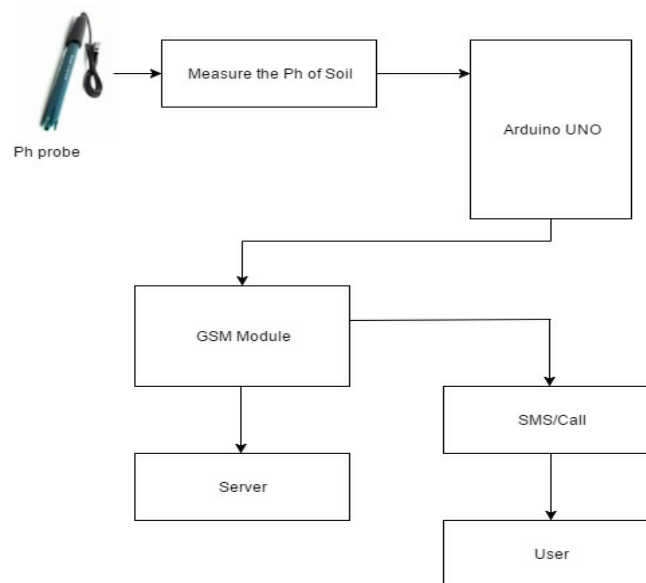 Measure the Ph of Soil
Arduino UNO
Ph probe
GSM Module
SMS/Call
Server
User